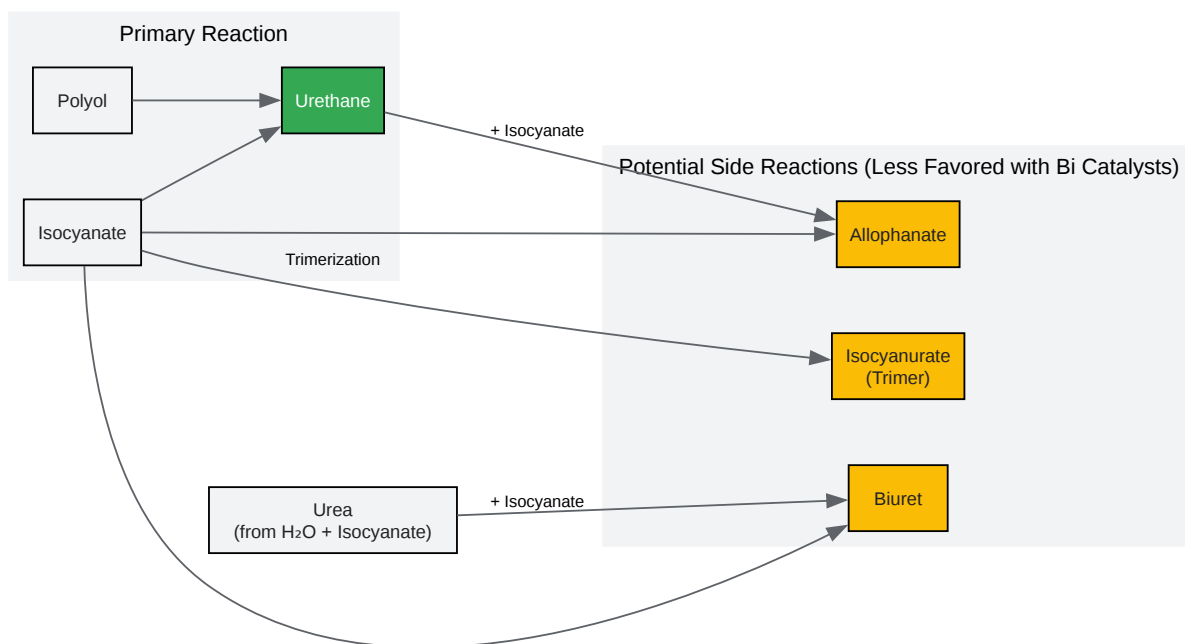 Primary Reaction
Polyol
Urethane
+ Isocyanate
Potential Side Reactions (Less Favored with Bi Catalysts)
Isocyanate
Allophanate
Trimerization
Isocyanurate
(Trimer)
Urea
(from H₂O + Isocyanate)
+ Isocyanate
Biuret